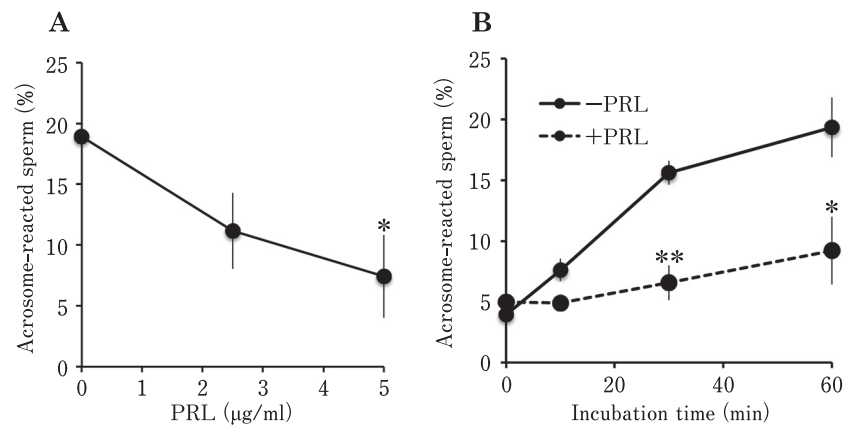 A
Acrosome-reacted sperm (%)
25
20
15
10
5
0
*
0 1 2 3 4 5
PRL (μg/ml)
B
Acrosome-reacted sperm (%)
25
20
15
10
5
0
−PRL
+PRL
**
*
0 20 40 60
Incubation time (min)